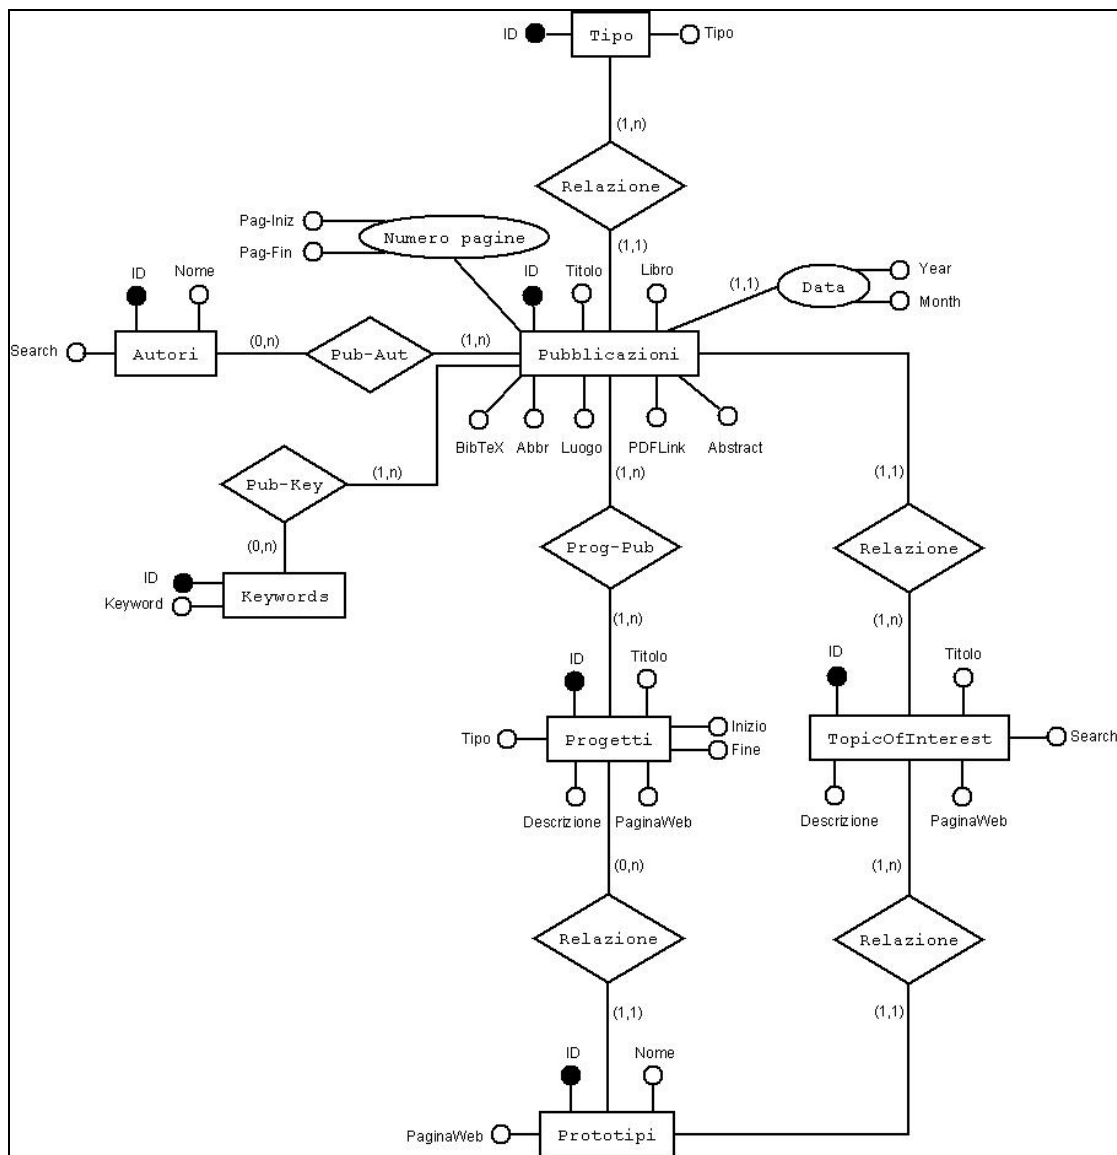 ID
Tipo
Tipo
(1,n)
Relazione
(1,1)
Pag-Iniz
Pag-Fin
Numero pagine
ID
Nome
ID
Titolo
Libro
(1,1)
Data
Year
Month
Search
Autori
(0,n)
Pub-Aut
(1,n)
Pubblicazioni
BibTeX
Abbr
Luogo
PDFLink
Abstract
Pub-Key
(1,n)
(1,n)
(1,1)
(0,n)
Prog-Pub
Relazione
ID
Keyword
Keywords
(1,n)
(1,n)
ID
Titolo
ID
Titolo
Tipo
Progetti
Inizio
Fine
TopicOfInterest
Search
Descrizione
PaginaWeb
Descrizione
PaginaWeb
(0,n)
(1,n)
Relazione
Relazione
(1,1)
(1,1)
ID
Nome
PaginaWeb
Prototipi